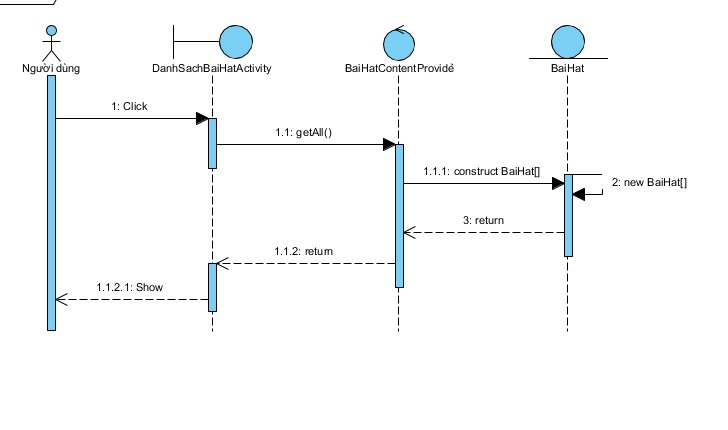 Người dùng
DanhSachBaiHatActivity
BaiHatContentProvidể
BaiHat
1: Click
1.1: getAll()
1.1.1: construct BaiHat[]
2: new BaiHat[]
3: return
1.1.2: return
1.1.2.1: Show